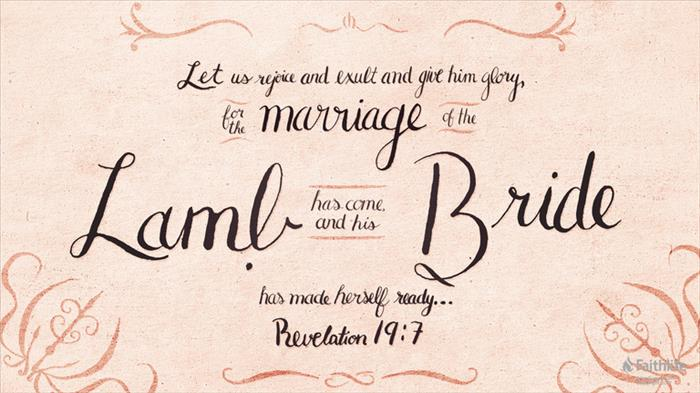 Let us rejoice and exult and give him glory,
for the marriage of the
Lamb has come, and his Bride
has made herself ready...
Revelation 19:7
Faithlife